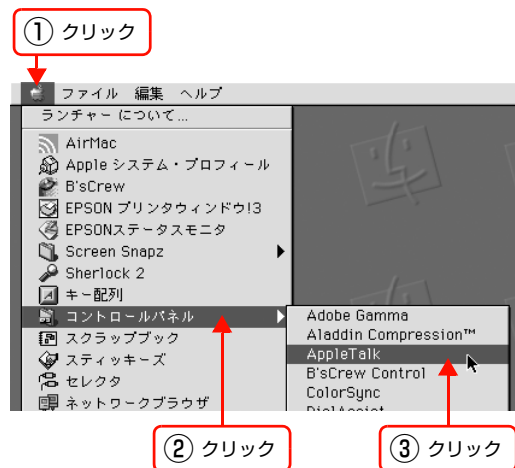 ① クリック
ファイル 編集 ヘルプ
ランチャー について...
AirMac
Apple システム・プロフィール
B'sCrew
EPSON プリンタウィンドウ!3
EPSONステータスモニタ
Screen Snapz
Sherlock 2
キー配列
コントロールパネル
スクラップブック
スティッキーズ
セレクタ
ネットワークブラウザ
Adobe Gamma
Aladdin Compression™
AppleTalk
B'sCrew Control
ColorSync
DialAssist
② クリック
③ クリック